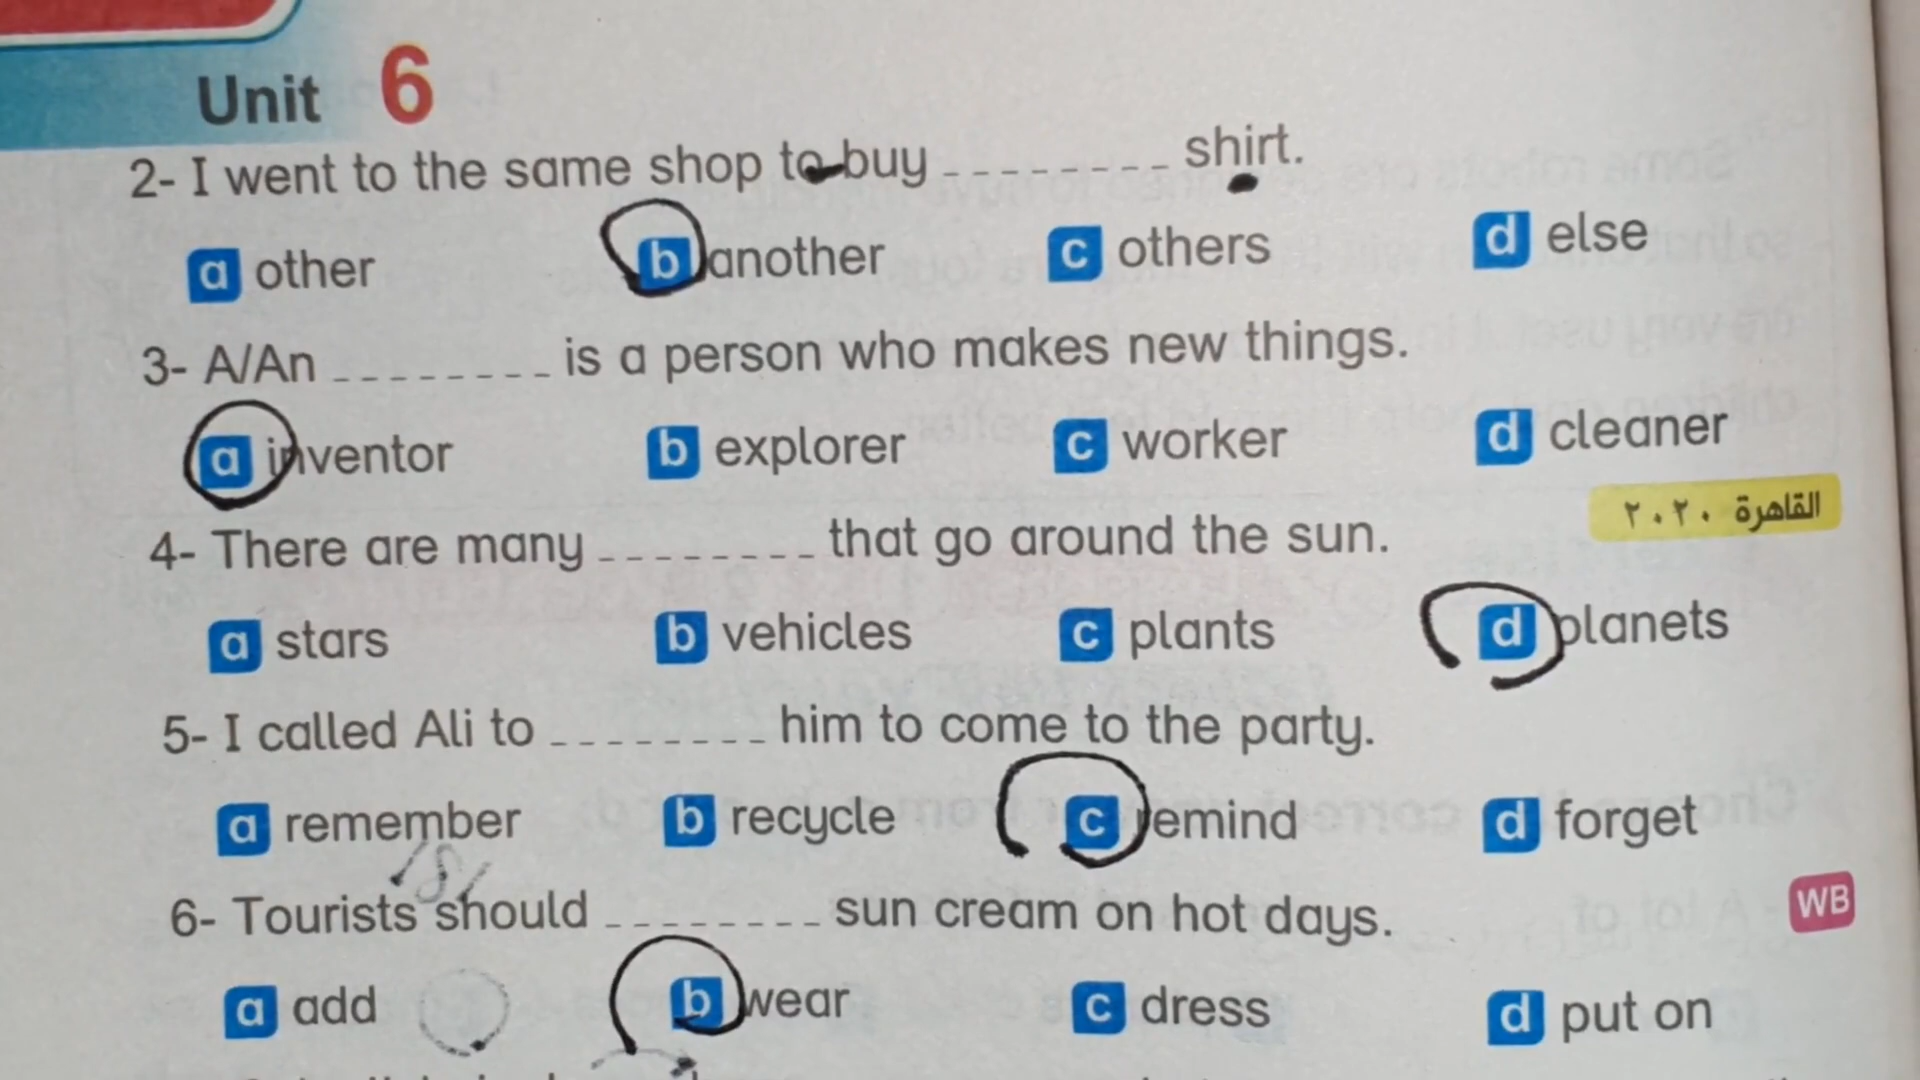 Unit 6
2- I went to the same shop to buy -------- shirt.
a other b another c others d else
3- A/An -------- is a person who makes new things.
a inventor b explorer c worker d cleaner
القاهرة ٢٠٢٠
4- There are many -------- that go around the sun.
a stars b vehicles c plants d planets
5- I called Ali to -------- him to come to the party.
a remember b recycle c remind d forget
6- Tourists should -------- sun cream on hot days. WB
a add b wear c dress d put on